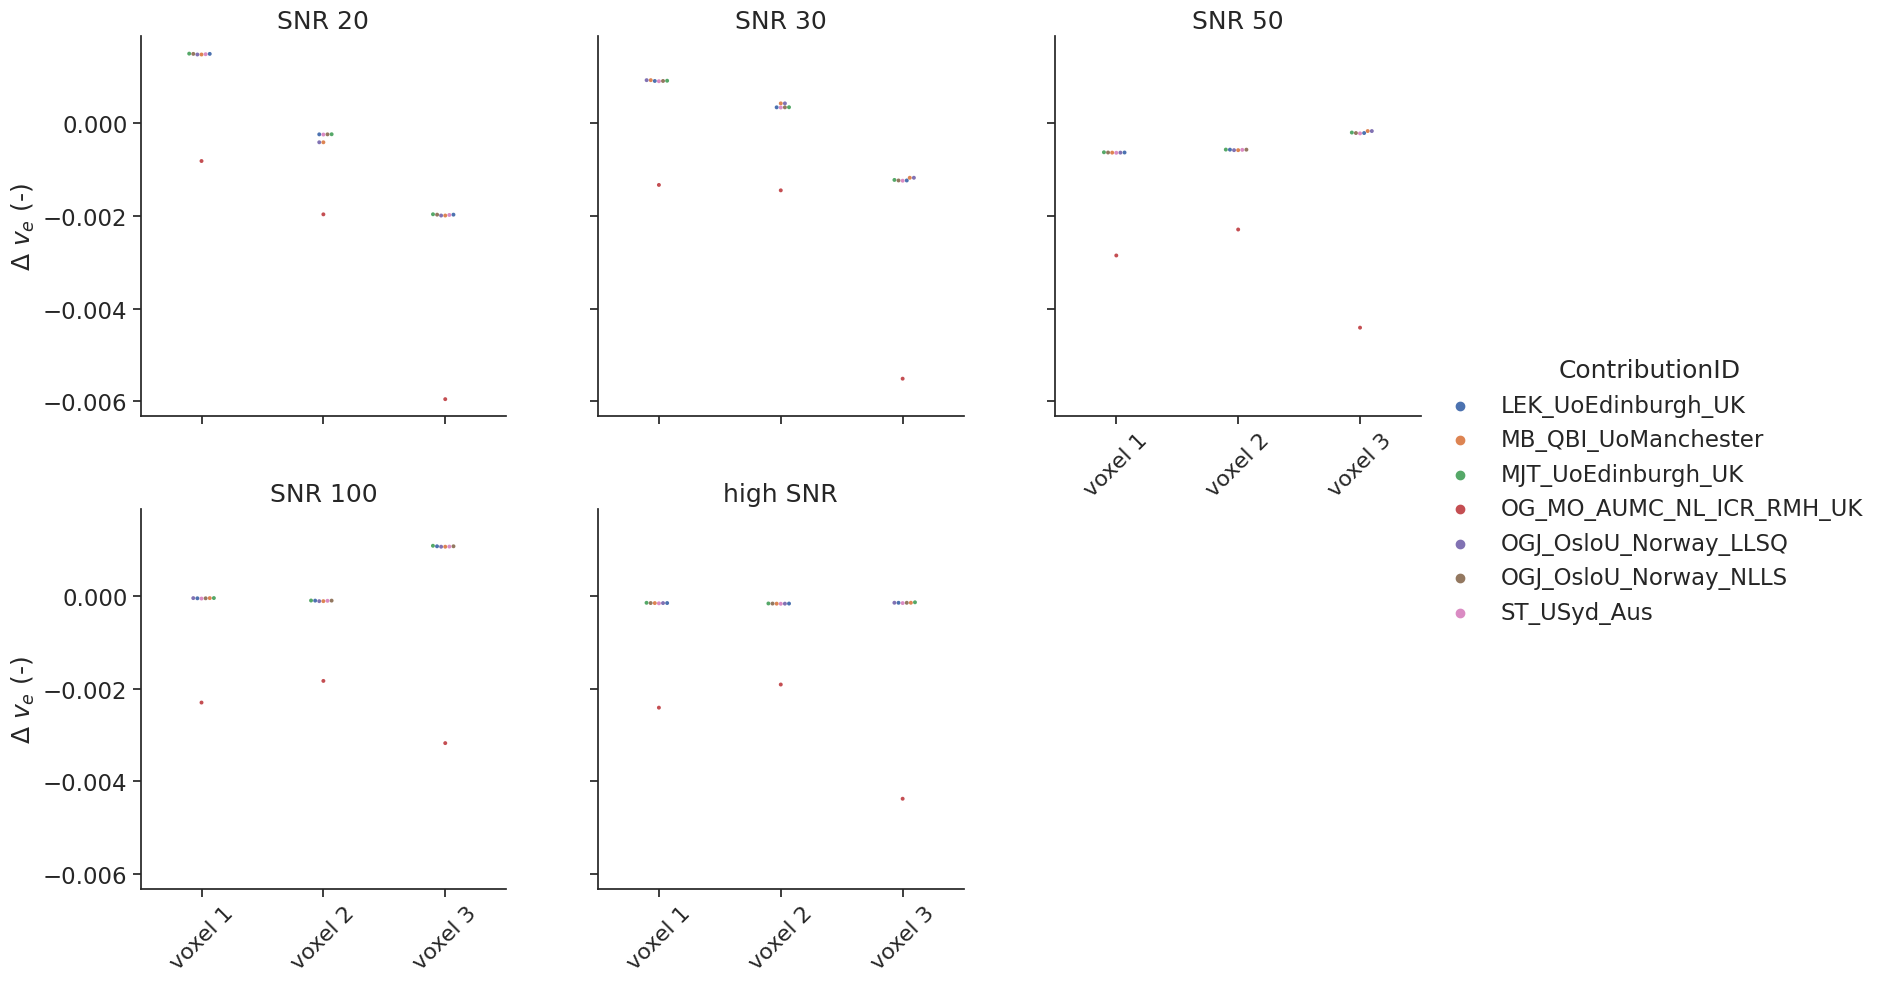 SNR 20
SNR 30
SNR 50
0.000
−0.002
−0.004
−0.006
Δ vₑ (-)
voxel 1
voxel 2
voxel 3
ContributionID
LEK_UoEdinburgh_UK
MB_QBI_UoManchester
MJT_UoEdinburgh_UK
OG_MO_AUMC_NL_ICR_RMH_UK
OGJ_OsloU_Norway_LLSQ
OGJ_OsloU_Norway_NLLS
ST_USyd_Aus
SNR 100
high SNR
0.000
−0.002
−0.004
−0.006
Δ vₑ (-)
voxel 1
voxel 2
voxel 3
voxel 1
voxel 2
voxel 3